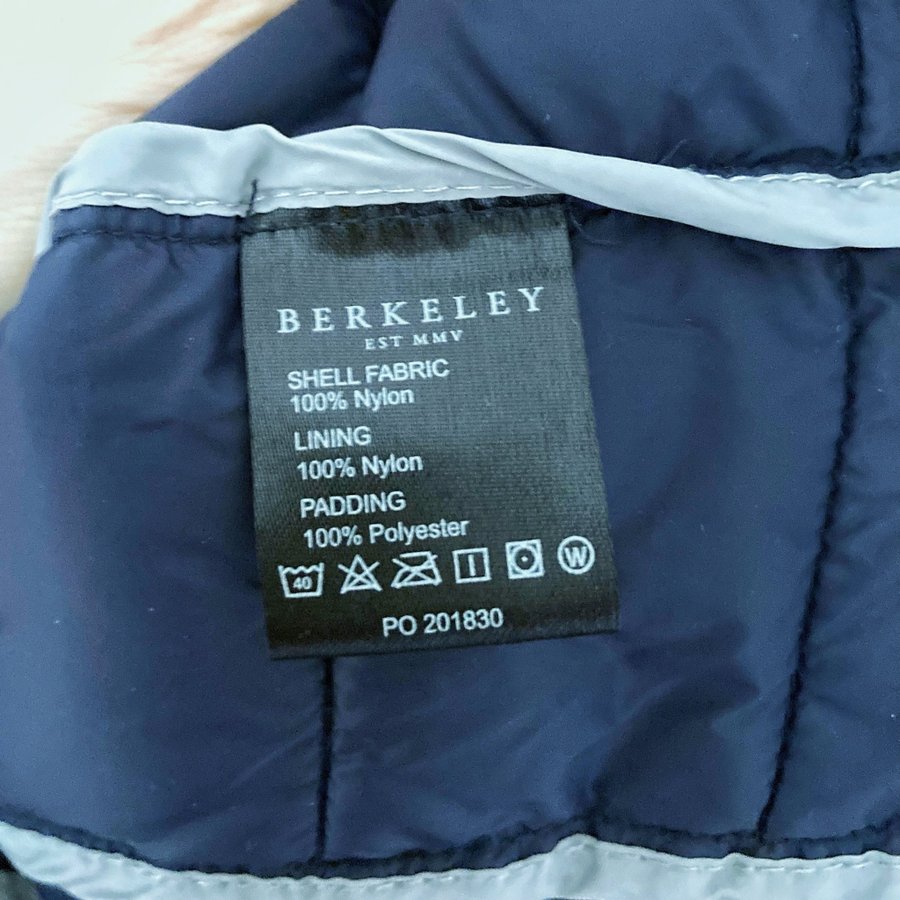 BERKELEY
EST MMV
SHELL FABRIC
100% Nylon
LINING
100% Nylon
PADDING
100% Polyester
40 W
PO 201830